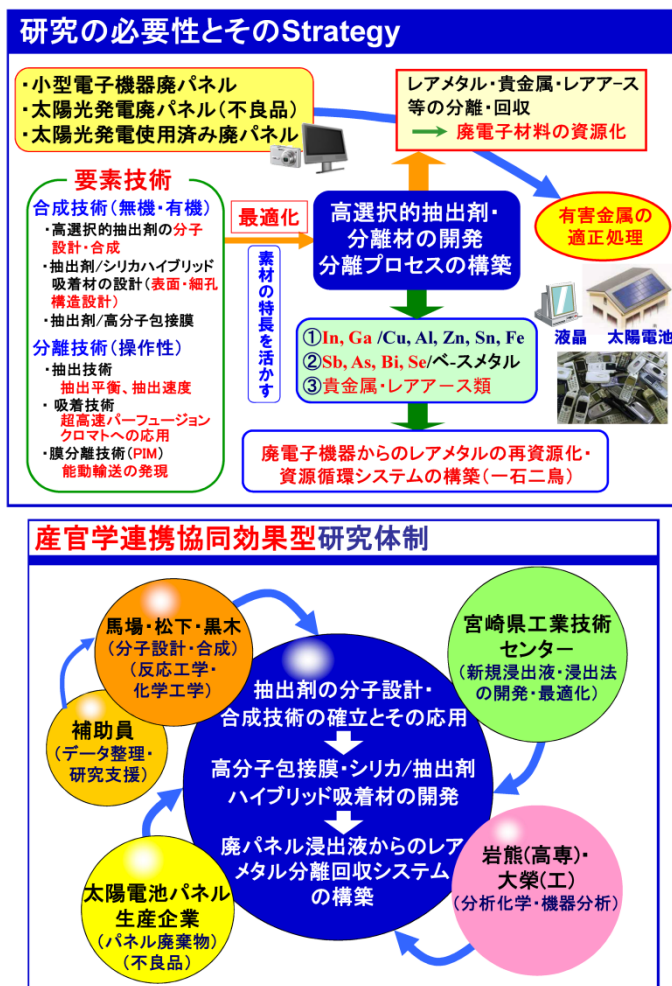 研究の必要性とそのStrategy
・小型電子機器廃パネル
・太陽光発電廃パネル(不良品)
・太陽光発電使用済み廃パネル
レアメタル・貴金属・レアアース
等の分離・回収
→ 廃電子材料の資源化
要素技術
合成技術(無機・有機)
・高選択的抽出剤の分子
設計・合成
・抽出剤/シリカハイブリッド
吸着材の設計(表面・細孔
構造設計)
・抽出剤/高分子包接膜
分離技術(操作性)
・抽出技術
抽出平衡、抽出速度
・吸着技術
超高速パーフュージョン
クロマトへの応用
・膜分離技術(PIM)
能動輸送の発現
最適化
素材の特長を活かす
高選択的抽出剤・
分離材の開発
分離プロセスの構築
有害金属の
適正処理
①In, Ga /Cu, Al, Zn, Sn, Fe
②Sb, As, Bi, Se/ベースメタル
③貴金属・レアアース類
液晶 太陽電池
廃電子機器からのレアメタルの再資源化・
資源循環システムの構築(一石二鳥)
産官学連携協同効果型研究体制
馬場・松下・黒木
(分子設計・合成)
(反応工学・
化学工学)
補助員
(データ整理・
研究支援)
太陽電池パネル
生産企業
(パネル廃棄物)
(不良品)
抽出剤の分子設計・
合成技術の確立とその応用
高分子包接膜・シリカ/抽出剤
ハイブリッド吸着材の開発
廃パネル浸出液からのレア
メタル分離回収システム
の構築
宮崎県工業技術
センター
(新規浸出液・浸出法
の開発・最適化)
岩熊(高専)・
大榮(工)
(分析化学・機器分析)